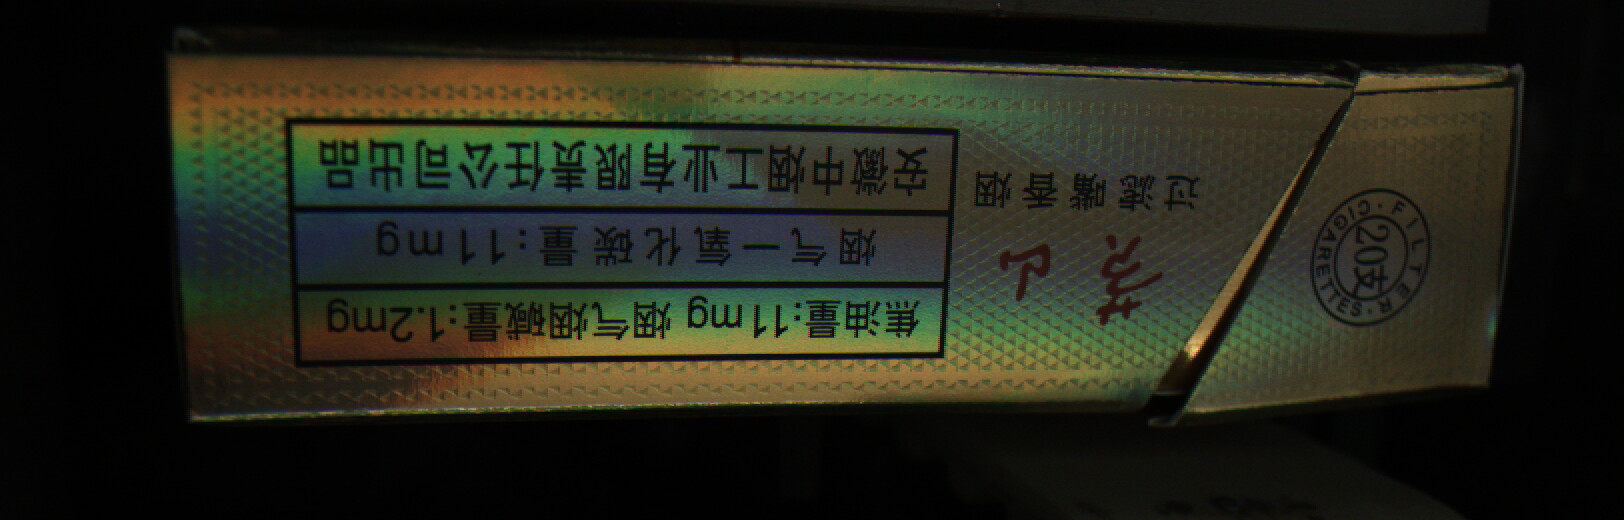 FILTER·CIGARETTES·
20支
黄山
过滤嘴香烟
焦油量:11mg 烟气烟碱量:1.2mg
烟气一氧化碳量:11mg
安徽中烟工业有限责任公司出品